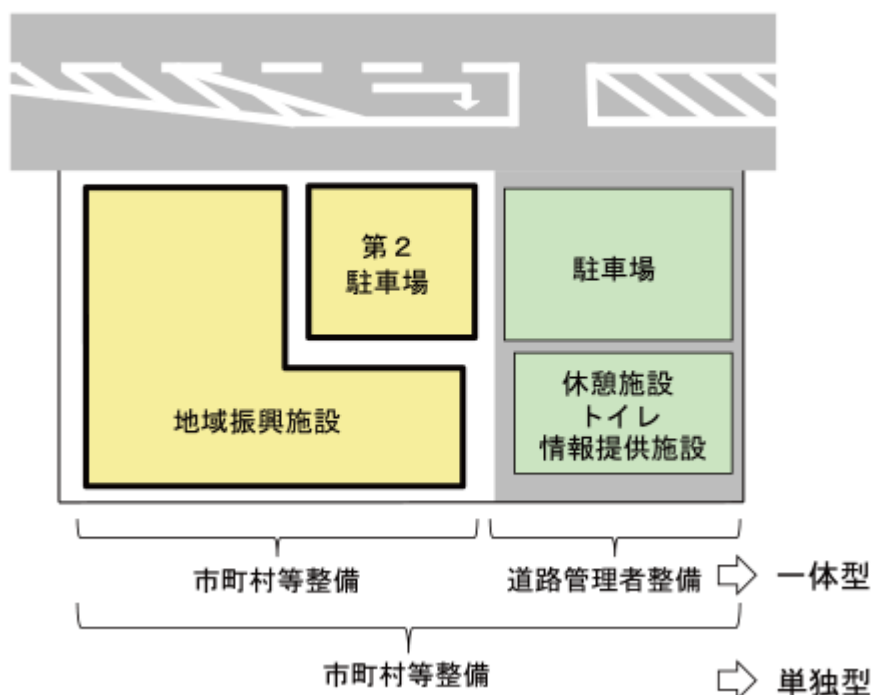 第２
駐車場
駐車場
地域振興施設
休憩施設
トイレ
情報提供施設
市町村等整備
道路管理者整備
一体型
市町村等整備
単独型